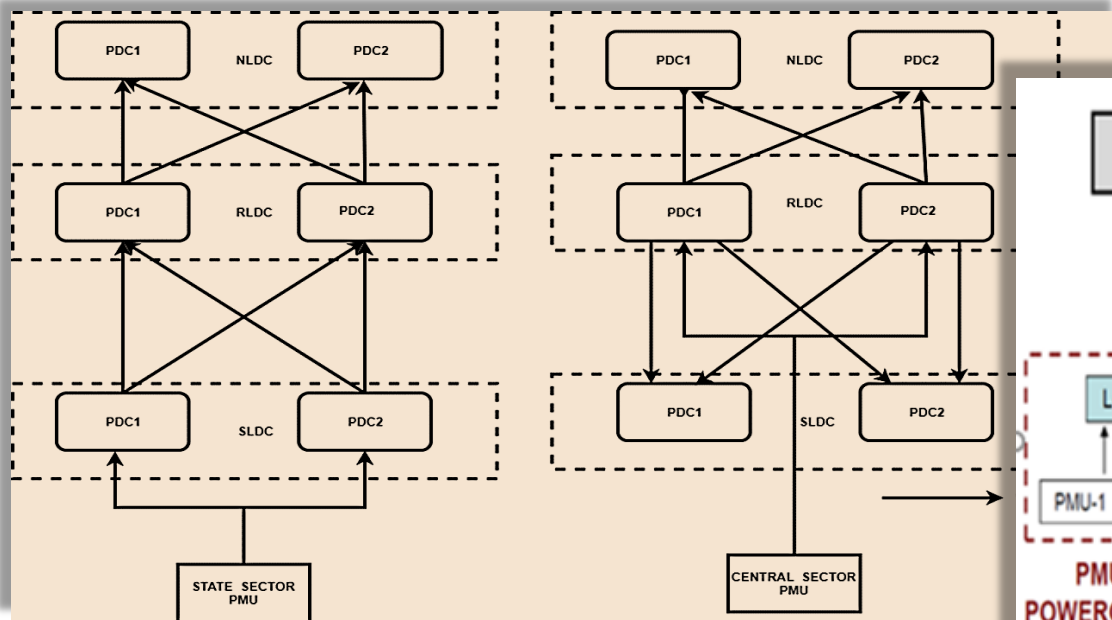 PDC1
NLDC
PDC2
PDC1
RLDC
PDC2
PDC1
SLDC
PDC2
STATE SECTOR
PMU
PDC1
NLDC
PDC2
PDC1
RLDC
PDC2
PDC1
SLDC
PDC2
CENTRAL SECTOR
PMU
L
PMU-1
PMU